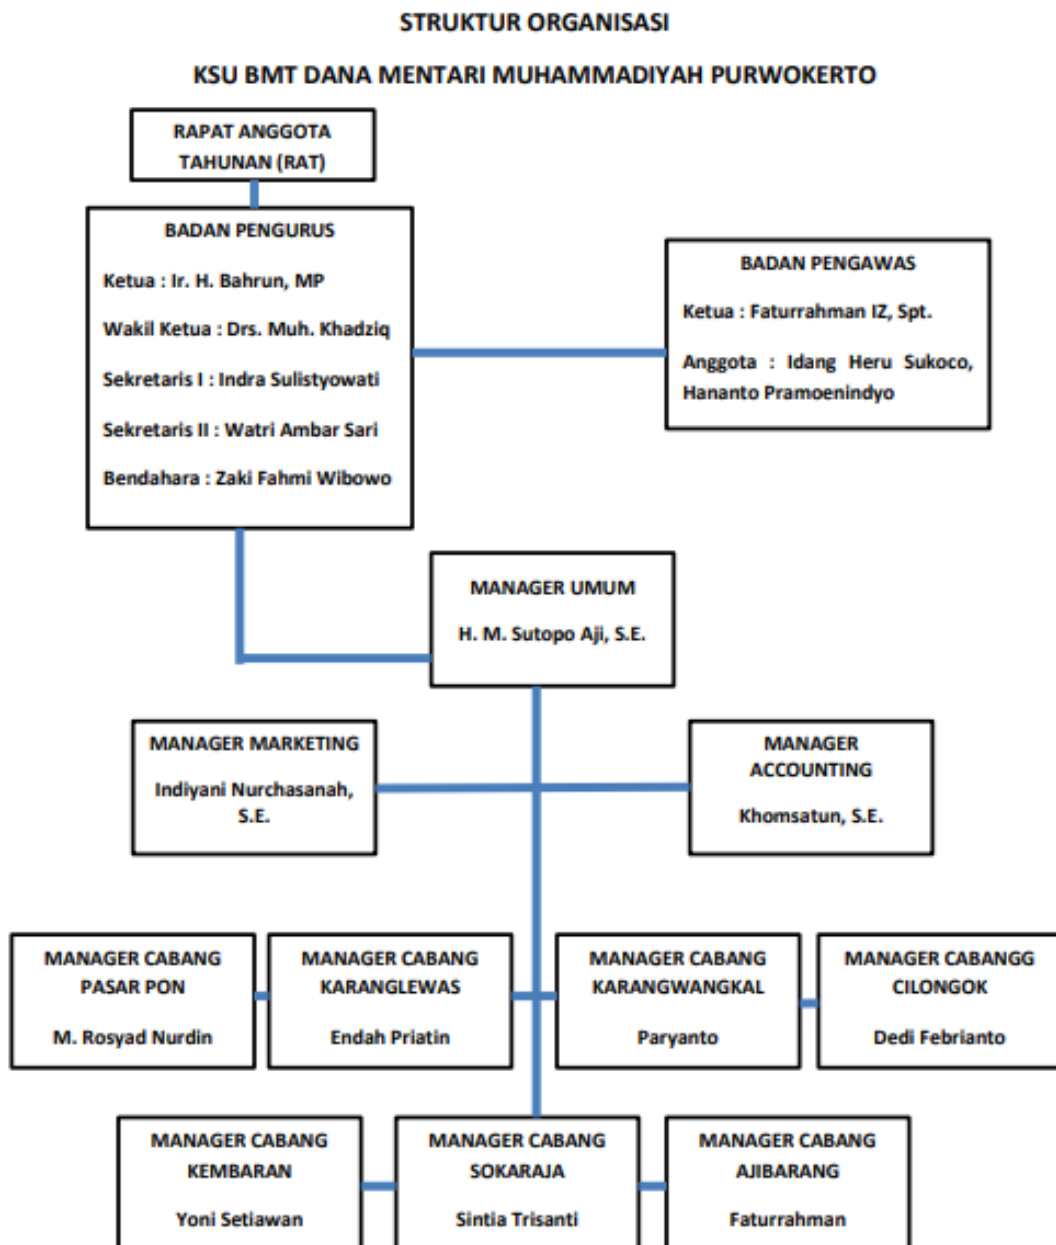 STRUKTUR ORGANISASI
KSU BMT DANA MENTARI MUHAMMADIYAH PURWOKERTO
RAPAT ANGGOTA
TAHUNAN (RAT)
BADAN PENGURUS
Ketua : Ir. H. Bahrun, MP
Wakil Ketua : Drs. Muh. Khadziq
Sekretaris I : Indra Sulistyowati
Sekretaris II : Watri Ambar Sari
Bendahara : Zaki Fahmi Wibowo
BADAN PENGAWAS
Ketua : Faturrahman IZ, Spt.
Anggota : Idang Heru Sukoco,
Hananto Pramoenindyo
MANAGER UMUM
H. M. Sutopo Aji, S.E.
MANAGER MARKETING
Indiyani Nurchasanah,
S.E.
MANAGER
ACCOUNTING
Khomsatun, S.E.
MANAGER CABANG
PASAR PON
M. Rosyad Nurdin
MANAGER CABANG
KARANGLEWAS
Endah Priatin
MANAGER CABANG
KARANGWANGKAL
Paryanto
MANAGER CABANGG
CILONGOK
Dedi Febrianto
MANAGER CABANG
KEMBARAN
Yoni Setiawan
MANAGER CABANG
SOKARAJA
Sintia Trisanti
MANAGER CABANG
AJIBARANG
Faturrahman